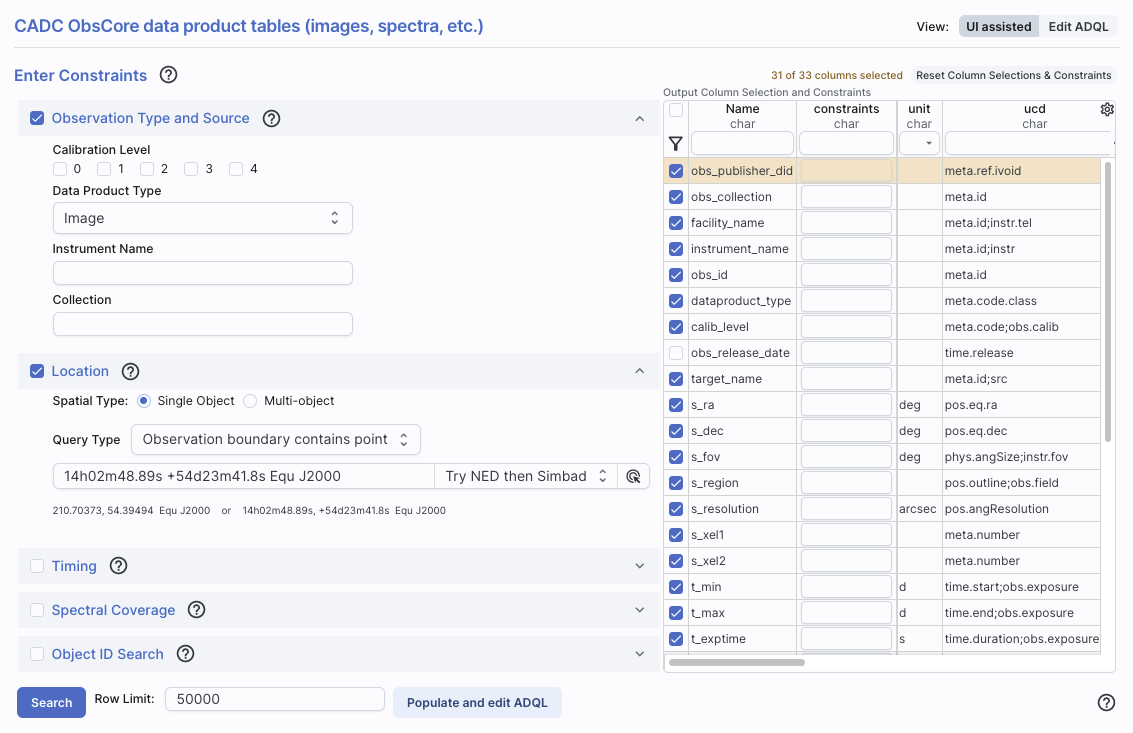 CADC ObsCore data product tables (images, spectra, etc.)
View: UI assisted Edit ADQL
Enter Constraints
31 of 33 columns selected Reset Column Selections & Constraints
Output Column Selection and Constraints
Observation Type and Source
Calibration Level
0 1 2 3 4
Data Product Type
Image
Instrument Name
Collection
Location
Spatial Type: Single Object Multi-object
Query Type Observation boundary contains point
14h02m48.89s +54d23m41.8s Equ J2000 Try NED then Simbad
210.70373, 54.39494 Equ J2000 or 14h02m48.89s, +54d23m41.8s Equ J2000
Timing
Spectral Coverage
Object ID Search
Name constraints unit ucd
char char char char
obs_publisher_did meta.ref.ivoid
obs_collection meta.id
facility_name meta.id;instr.tel
instrument_name meta.id;instr
obs_id meta.id
dataproduct_type meta.code.class
calib_level meta.code;obs.calib
obs_release_date time.release
target_name meta.id;src
s_ra deg pos.eq.ra
s_dec deg pos.eq.dec
s_fov deg phys.angSize;instr.fov
s_region pos.outline;obs.field
s_resolution arcsec pos.angResolution
s_xel1 meta.number
s_xel2 meta.number
t_min d time.start;obs.exposure
t_max d time.end;obs.exposure
t_exptime s time.duration;obs.exposure
Search Row Limit: 50000 Populate and edit ADQL